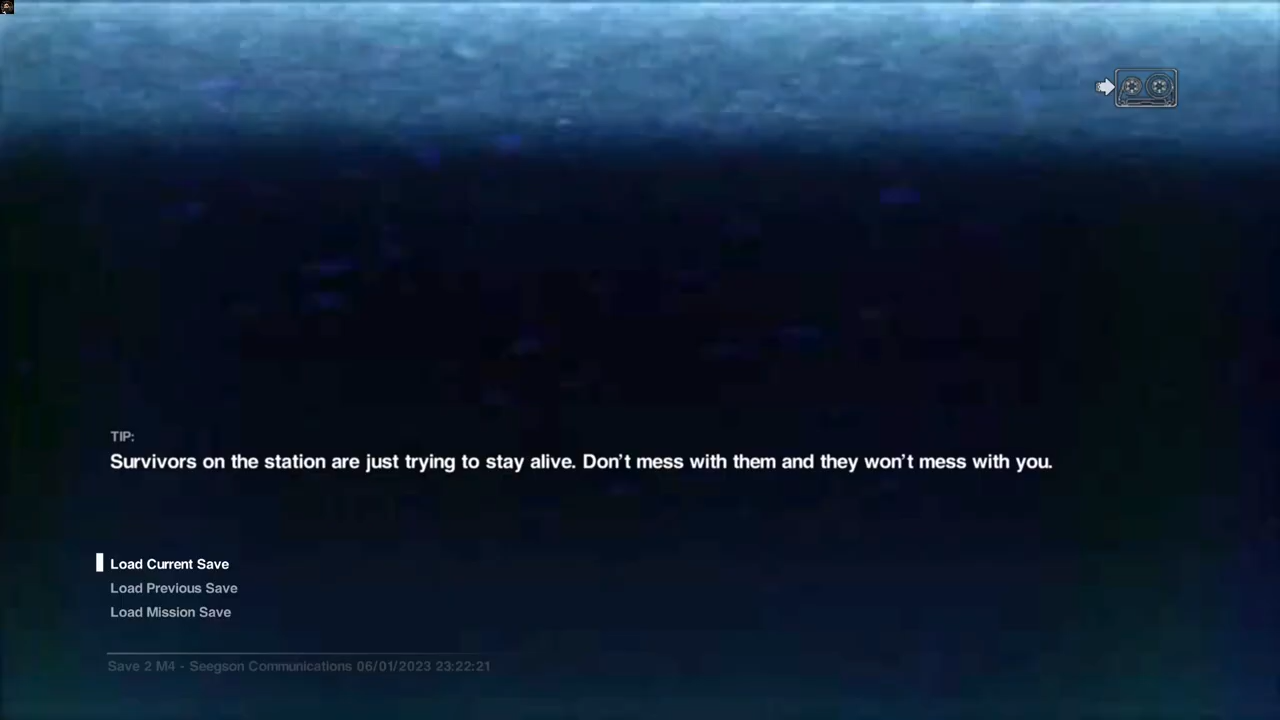 TIP:
Survivors on the station are just trying to stay alive. Don't mess with them and they won't mess with you.
Load Current Save
Load Previous Save
Load Mission Save
Save 2 M4 - Seegson Communications 06/01/2023 23:22:21